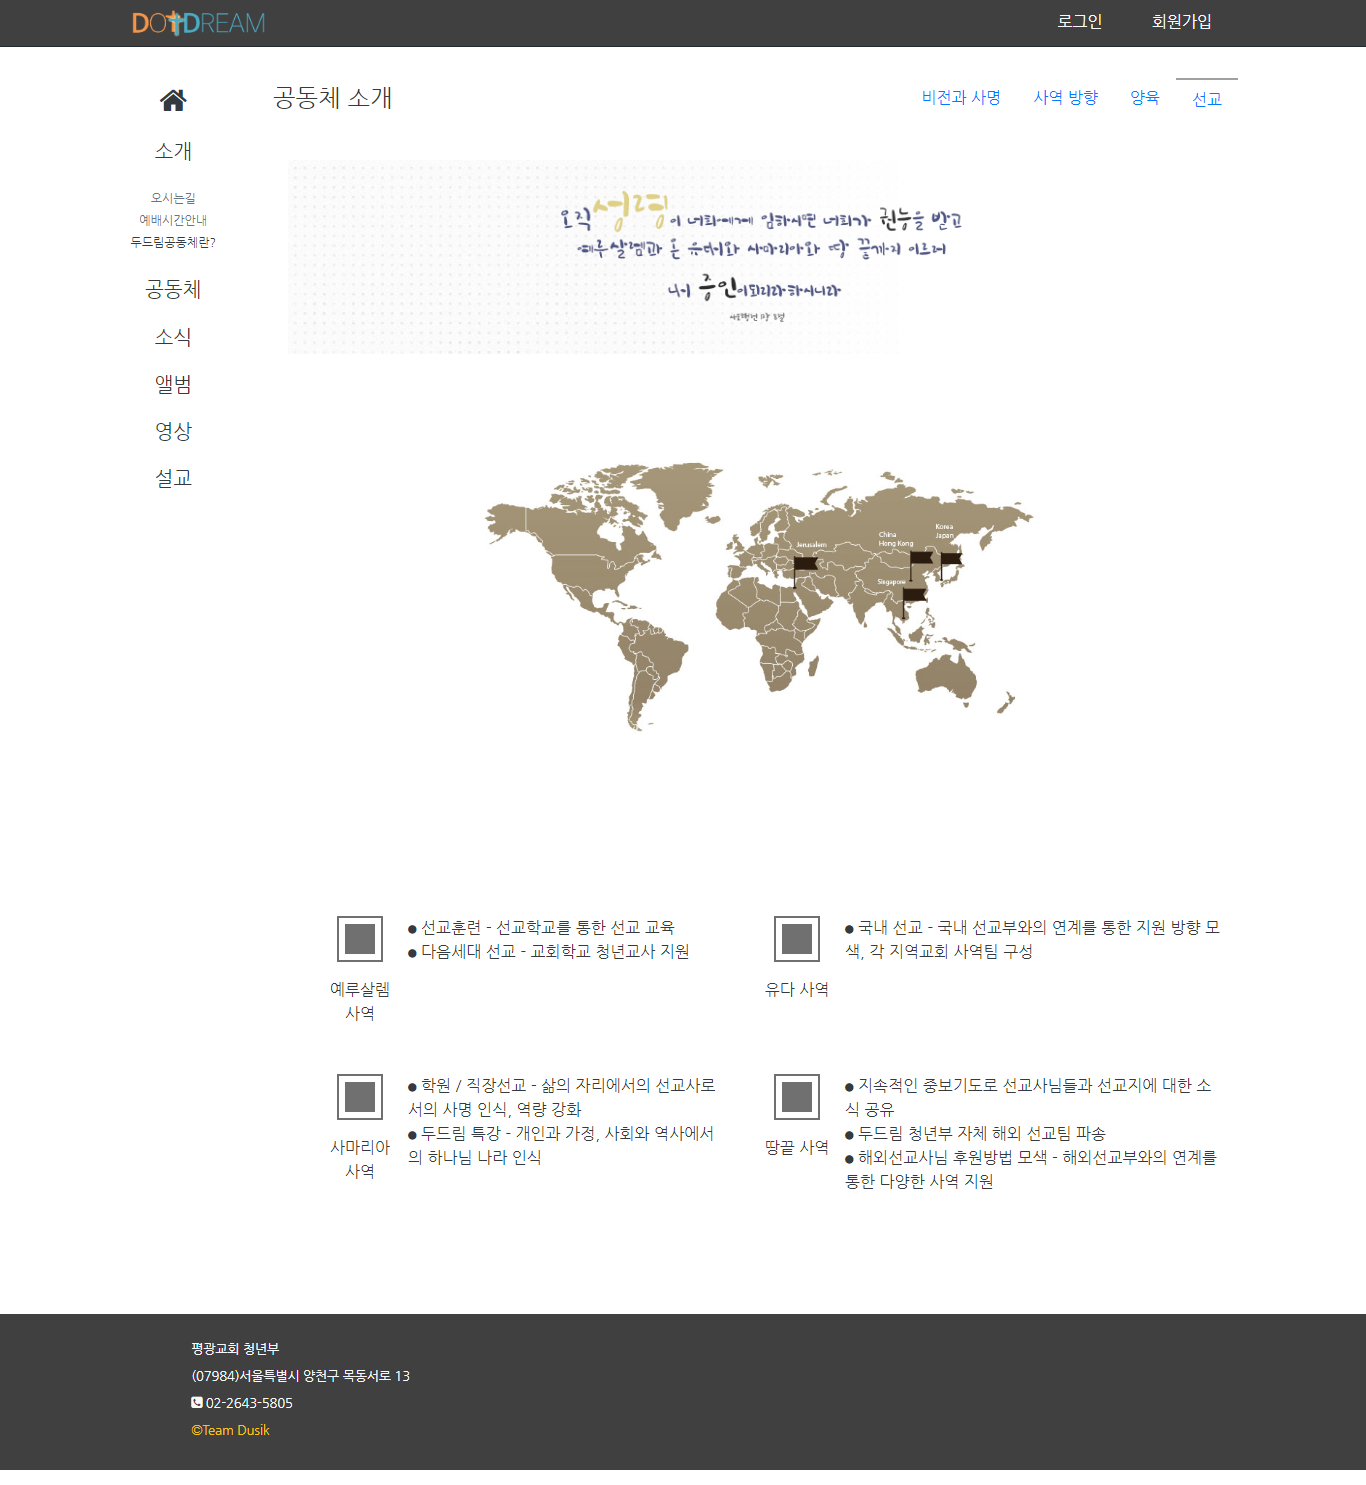 DOTDREAM
로그인
회원가입
공동체 소개
비전과 사명
사역 방향
양육
선교
소개
오시는길
예배시간안내
두드림공동체란?
공동체
소식
앨범
영상
설교
오직 성령이 너희에게 임하시면 너희가 권능을 받고
예루살렘과 온 유대와 사마리아와 땅 끝까지 이르러
나의 증인이되리라하시니라
Jerusalem
China
Hong Kong
Korea
Japan
Singapore
● 선교훈련 - 선교학교를 통한 선교 교육
● 다음세대 선교 - 교회학교 청년교사 지원
예루살렘
사역
● 국내 선교 - 국내 선교부와의 연계를 통한 지원 방향 모
색, 각 지역교회 사역팀 구성
유다 사역
● 학원 / 직장선교 - 삶의 자리에서의 선교사로
서의 사명 인식, 역량 강화
● 두드림 특강 - 개인과 가정, 사회와 역사에서
의 하나님 나라 인식
사마리아
사역
● 지속적인 중보기도로 선교사님들과 선교지에 대한 소
식 공유
● 두드림 청년부 자체 해외 선교팀 파송
● 해외선교사님 후원방법 모색 - 해외선교부와의 연계를
통한 다양한 사역 지원
땅끝 사역
평광교회 청년부
(07984)서울특별시 양천구 목동서로 13
02-2643-5805
©Team Dusik